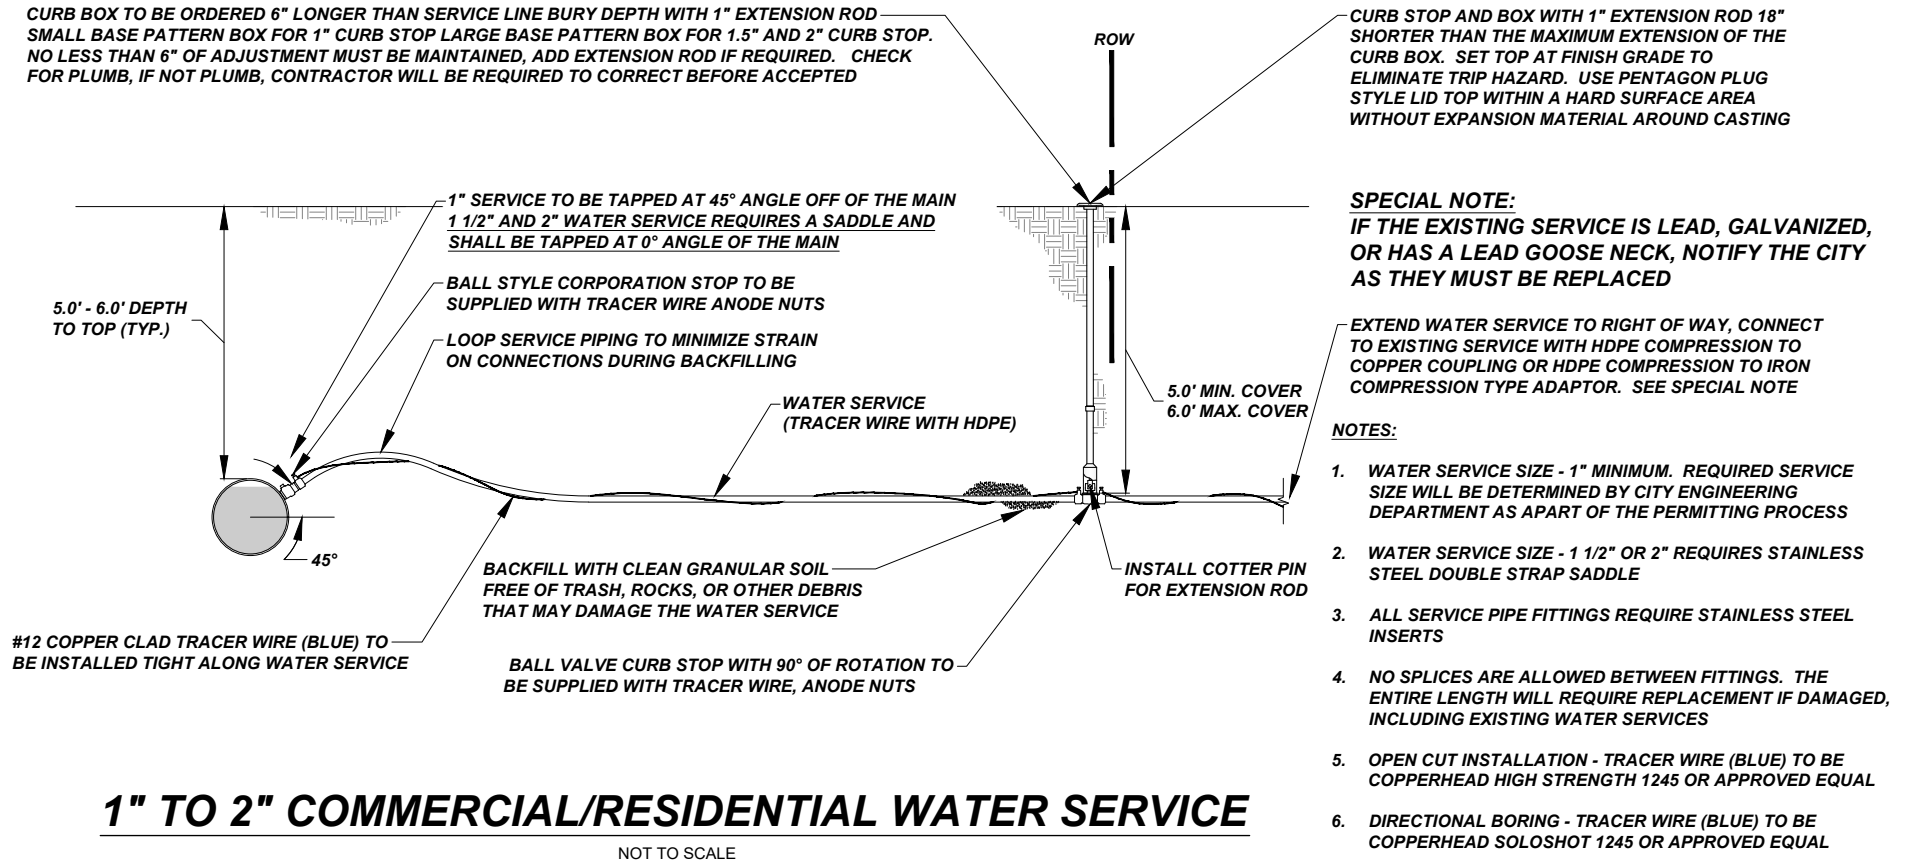 CURB BOX TO BE ORDERED 6" LONGER THAN SERVICE LINE BURY DEPTH WITH 1" EXTENSION ROD
SMALL BASE PATTERN BOX FOR 1" CURB STOP LARGE BASE PATTERN BOX FOR 1.5" AND 2" CURB STOP.
NO LESS THAN 6" OF ADJUSTMENT MUST BE MAINTAINED, ADD EXTENSION ROD IF REQUIRED. CHECK
FOR PLUMB, IF NOT PLUMB, CONTRACTOR WILL BE REQUIRED TO CORRECT BEFORE ACCEPTED
ROW
CURB STOP AND BOX WITH 1" EXTENSION ROD 18"
SHORTER THAN THE MAXIMUM EXTENSION OF THE
CURB BOX. SET TOP AT FINISH GRADE TO
ELIMINATE TRIP HAZARD. USE PENTAGON PLUG
STYLE LID TOP WITHIN A HARD SURFACE AREA
WITHOUT EXPANSION MATERIAL AROUND CASTING
1" SERVICE TO BE TAPPED AT 45° ANGLE OFF OF THE MAIN
1 1/2" AND 2" WATER SERVICE REQUIRES A SADDLE AND
SHALL BE TAPPED AT 0° ANGLE OF THE MAIN
BALL STYLE CORPORATION STOP TO BE
SUPPLIED WITH TRACER WIRE ANODE NUTS
5.0' - 6.0' DEPTH
TO TOP (TYP.)
LOOP SERVICE PIPING TO MINIMIZE STRAIN
ON CONNECTIONS DURING BACKFILLING
WATER SERVICE
(TRACER WIRE WITH HDPE)
5.0' MIN. COVER
6.0' MAX. COVER
45°
BACKFILL WITH CLEAN GRANULAR SOIL
FREE OF TRASH, ROCKS, OR OTHER DEBRIS
THAT MAY DAMAGE THE WATER SERVICE
INSTALL COTTER PIN
FOR EXTENSION ROD
#12 COPPER CLAD TRACER WIRE (BLUE) TO
BE INSTALLED TIGHT ALONG WATER SERVICE
BALL VALVE CURB STOP WITH 90° OF ROTATION TO
BE SUPPLIED WITH TRACER WIRE, ANODE NUTS
SPECIAL NOTE:
IF THE EXISTING SERVICE IS LEAD, GALVANIZED,
OR HAS A LEAD GOOSE NECK, NOTIFY THE CITY
AS THEY MUST BE REPLACED
EXTEND WATER SERVICE TO RIGHT OF WAY, CONNECT
TO EXISTING SERVICE WITH HDPE COMPRESSION TO
COPPER COUPLING OR HDPE COMPRESSION TO IRON
COMPRESSION TYPE ADAPTOR. SEE SPECIAL NOTE
NOTES:
1. WATER SERVICE SIZE - 1" MINIMUM. REQUIRED SERVICE
SIZE WILL BE DETERMINED BY CITY ENGINEERING
DEPARTMENT AS APART OF THE PERMITTING PROCESS
2. WATER SERVICE SIZE - 1 1/2" OR 2" REQUIRES STAINLESS
STEEL DOUBLE STRAP SADDLE
3. ALL SERVICE PIPE FITTINGS REQUIRE STAINLESS STEEL
INSERTS
4. NO SPLICES ARE ALLOWED BETWEEN FITTINGS. THE
ENTIRE LENGTH WILL REQUIRE REPLACEMENT IF DAMAGED,
INCLUDING EXISTING WATER SERVICES
5. OPEN CUT INSTALLATION - TRACER WIRE (BLUE) TO BE
COPPERHEAD HIGH STRENGTH 1245 OR APPROVED EQUAL
6. DIRECTIONAL BORING - TRACER WIRE (BLUE) TO BE
COPPERHEAD SOLOSHOT 1245 OR APPROVED EQUAL
1" TO 2" COMMERCIAL/RESIDENTIAL WATER SERVICE
NOT TO SCALE